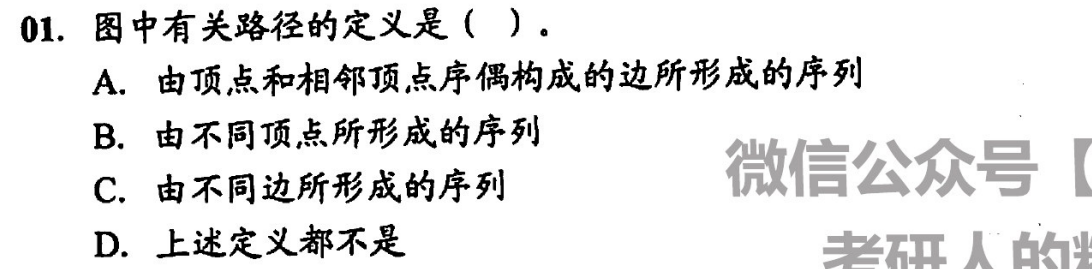 01. 图中有关路径的定义是（ ）。
A. 由顶点和相邻顶点序偶构成的边所形成的序列
B. 由不同顶点所形成的序列
微信公众号【
C. 由不同边所形成的序列
D. 上述定义都不是
考研人的